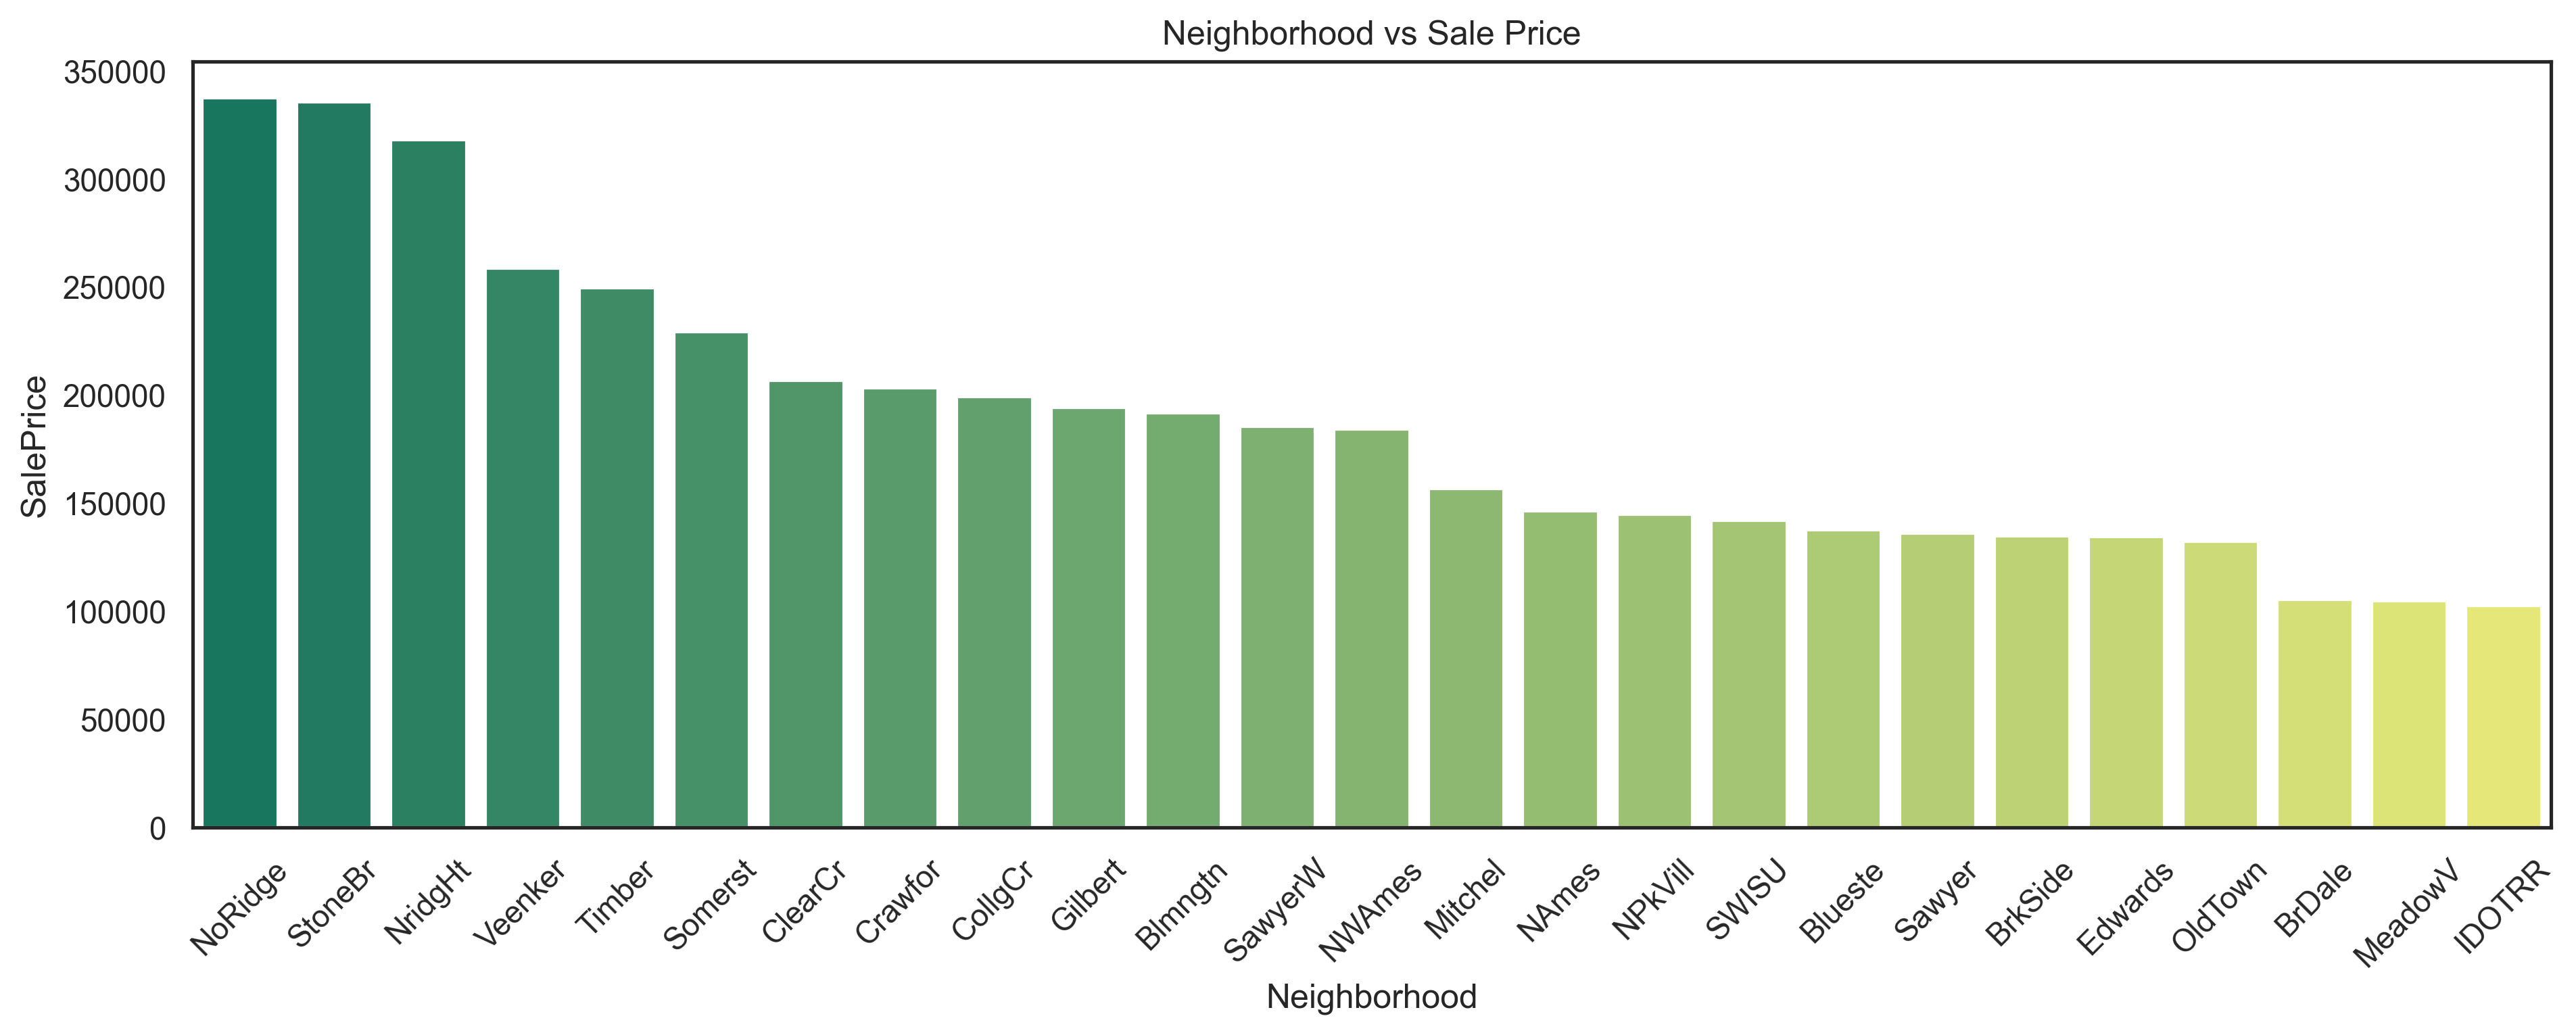 Neighborhood vs Sale Price
350000
300000
250000
200000
150000
100000
50000
0
SalePrice
NoRidge
StoneBr
NridgHt
Veenker
Timber
Somerst
ClearCr
Crawfor
CollgCr
Gilbert
Blmngtn
SawyerW
NWAmes
Mitchel
NAmes
NPkVill
SWISU
Blueste
Sawyer
BrkSide
Edwards
OldTown
BrDale
MeadowV
IDOTRR
Neighborhood